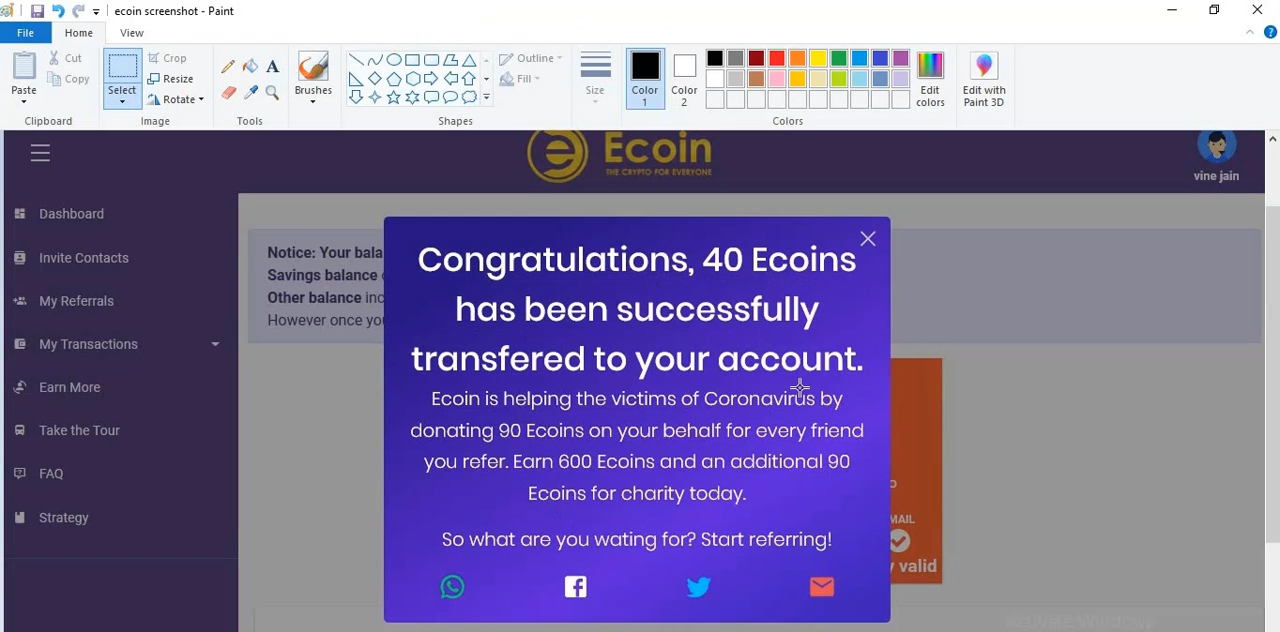 ecoin screenshot - Paint
File
Home
View
Paste
Cut
Copy
Clipboard
Select
Crop
Resize
Rotate
Image
Tools
Brushes
Outline
Fill
Shapes
Size
Color 1
Color 2
Edit colors
Edit with Paint 3D
Colors
Ecoin
THE CRYPTO FOR EVERYONE
vine jain
Dashboard
Invite Contacts
My Referrals
My Transactions
Earn More
Take the Tour
FAQ
Strategy
Notice: Your bala
Savings balance
Other balance inc
However once you
Congratulations, 40 Ecoins
has been successfully
transfered to your account.
Ecoin is helping the victims of Coronavirus by
donating 90 Ecoins on your behalf for every friend
you refer. Earn 600 Ecoins and an additional 90
Ecoins for charity today.
So what are you wating for? Start referring!
MAIL
valid
Activate Windows